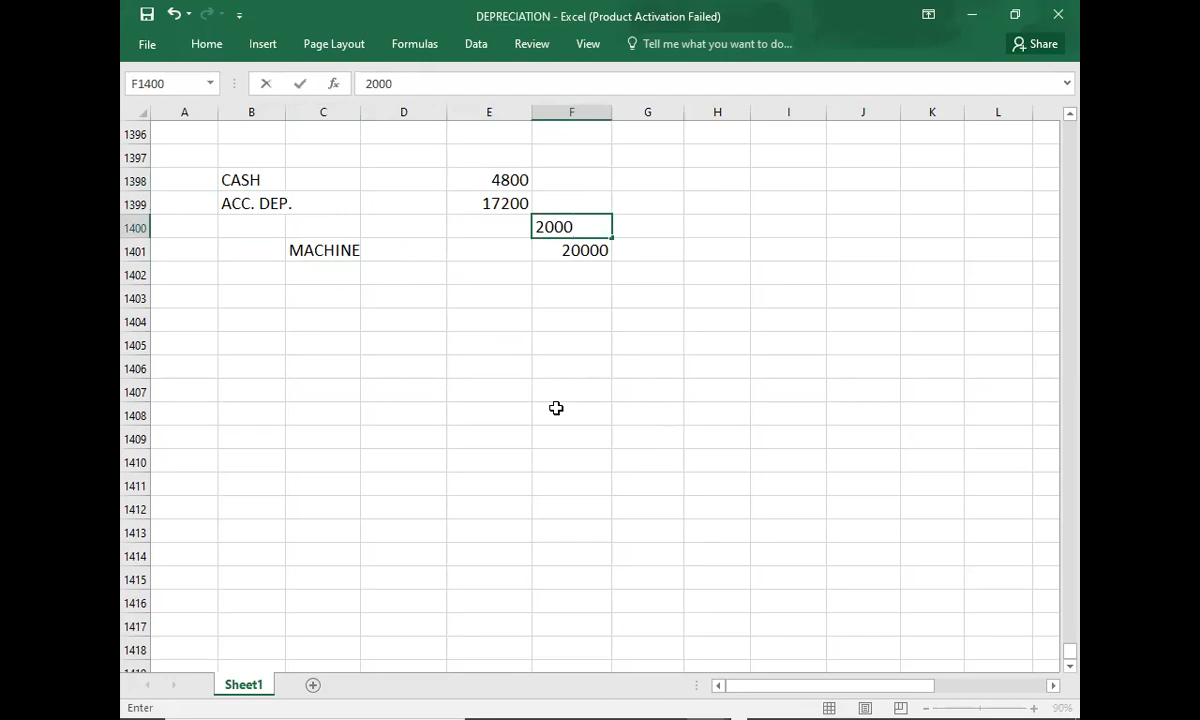 DEPRECIATION - Excel (Product Activation Failed)
File Home Insert Page Layout Formulas Data Review View Tell me what you want to do... Share
F1400 fx 2000
A B C D E F G H I J K L
1396
1397
1398 CASH 4800
1399 ACC. DEP. 17200
1400 2000
1401 MACHINE 20000
1402
1403
1404
1405
1406
1407
1408
1409
1410
1411
1412
1413
1414
1415
1416
1417
1418
Sheet1
Enter 90%